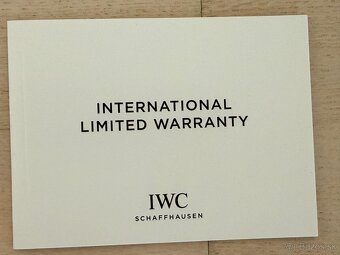 INTERNATIONAL
LIMITED WARRANTY
IWC
SCHAFFHAUSEN